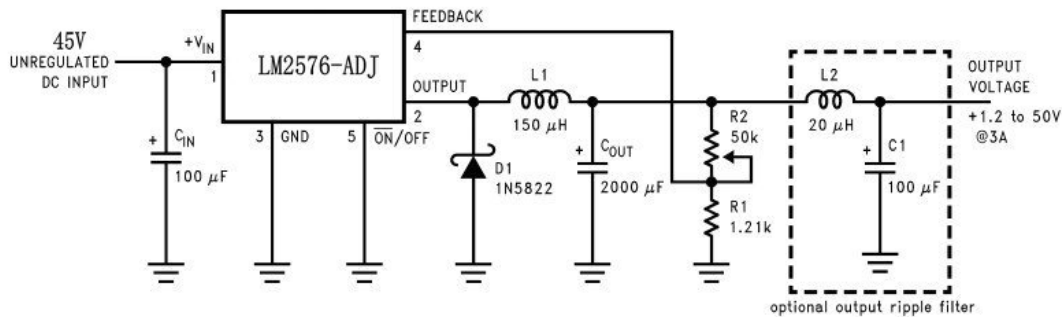 45V
UNREGULATED
DC INPUT
+VIN
1
CIN
+
100 μF
LM2576-ADJ
FEEDBACK
4
OUTPUT
2
3
GND
5
ON/OFF
D1
1N5822
L1
150 μH
COUT
+
2000 μF
R2
50k
R1
1.21k
L2
20 μH
C1
+
100 μF
OUTPUT
VOLTAGE
+1.2 to 50V
@3A
optional output ripple filter